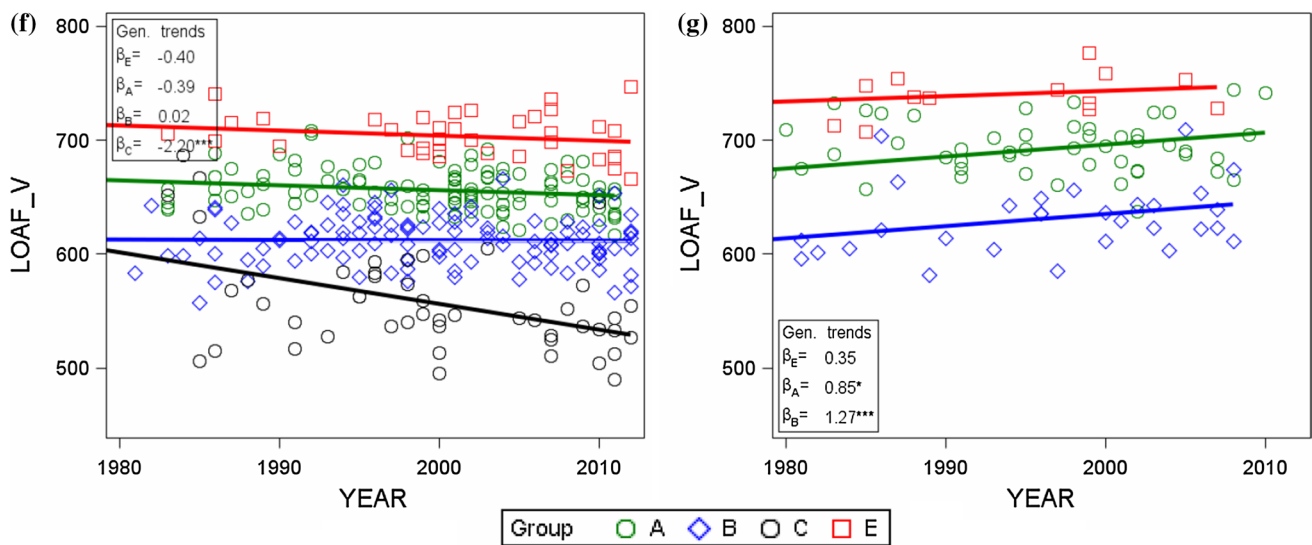 (f)
800
700
600
500
LOAF_V
Gen. trends
βE= -0.40
βA= -0.39
βB= 0.02
βC= -2.20***
1980 1990 2000 2010
YEAR
(g)
800
700
600
500
LOAF_V
Gen. trends
βE= 0.35
βA= 0.85*
βB= 1.27***
1980 1990 2000 2010
YEAR
Group A B C E